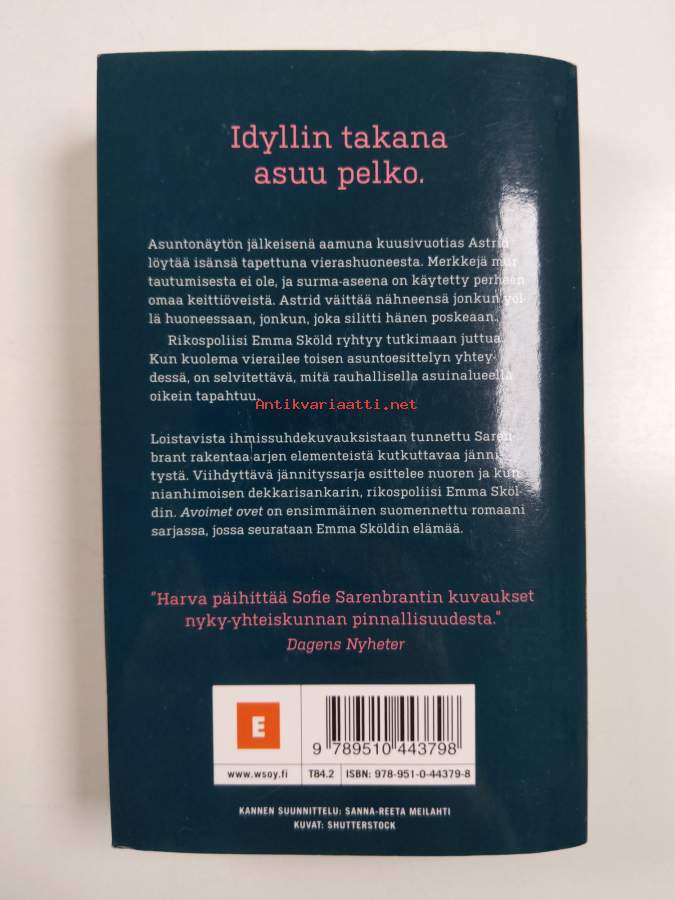 Idyllin takana
asuu pelko.
Asuntonäytön jälkeisenä aamuna kuusivuotias Astrid
löytää isänsä tapettuna vierashuoneesta. Merkkejä mur-
tautumisesta ei ole, ja surma-aseena on käytetty perheen
omaa keittiöveistä. Astrid väittää nähneensä jonkun yöl-
lä huoneessaan, jonkun, joka silitti hänen poskeaan.
Rikospoliisi Emma Sköld ryhtyy tutkimaan juttua.
Kun kuolema vierailee toisen asuntoesittelyn yhtey-
dessä, on selvitettävä, mitä rauhallisella asuinalueella
oikein tapahtuu.
Antikvariaatti.net
Loistavista ihmissuhdekuvauksistaan tunnettu Saren-
brant rakentaa arjen elementeistä kutkuttavaa jänni-
tystä. Viihdyttävä jännityssarja esittelee nuoren ja kun-
nianhimoisen dekkarisankarin, rikospoliisi Emma Sköl-
din. Avoimet ovet on ensimmäinen suomennettu romaani
sarjassa, jossa seurataan Emma Sköldin elämää.
"Harva päihittää Sofie Sarenbrantin kuvaukset
nyky-yhteiskunnan pinnallisuudesta."
Dagens Nyheter
E
9 789510 443798
www.wsoy.fi T84.2 ISBN: 978-951-0-44379-8
KANNEN SUUNNITTELU: SANNA-REETA MEILAHTI
KUVAT: SHUTTERSTOCK